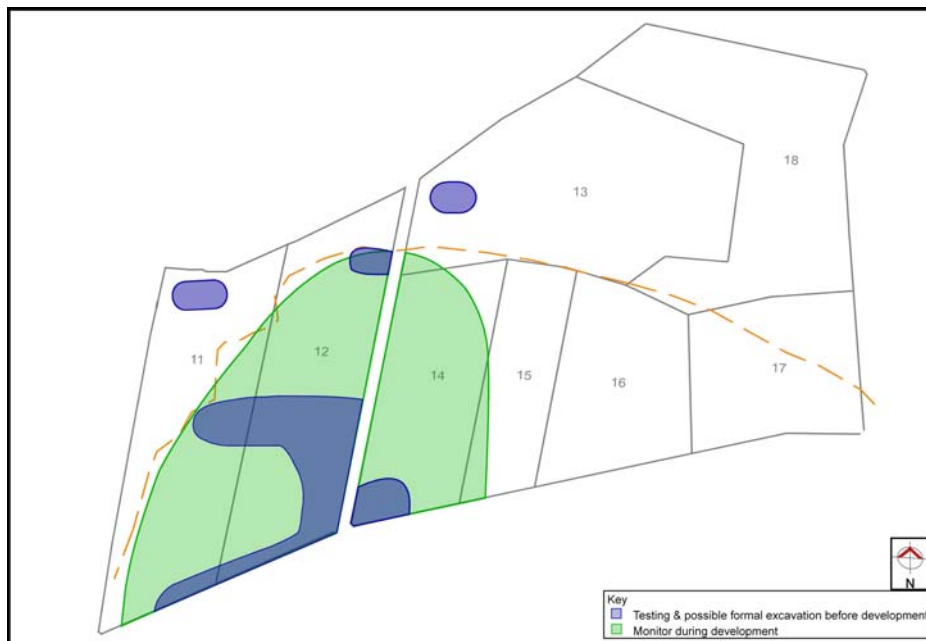 18
13
12
11
14
15
16
17
N
Key
Testing & possible formal excavation before development
Monitor during development